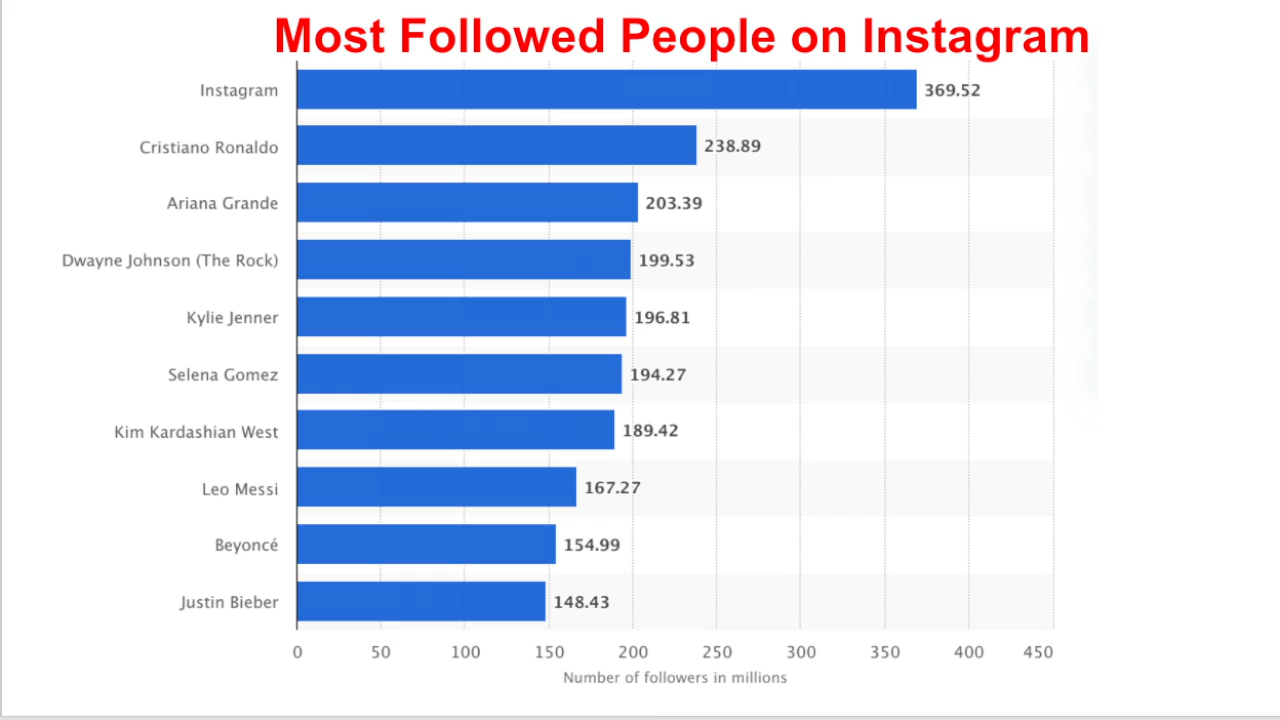 Most Followed People on Instagram
Instagram 369.52
Cristiano Ronaldo 238.89
Ariana Grande 203.39
Dwayne Johnson (The Rock) 199.53
Kylie Jenner 196.81
Selena Gomez 194.27
Kim Kardashian West 189.42
Leo Messi 167.27
Beyoncé 154.99
Justin Bieber 148.43
0 50 100 150 200 250 300 350 400 450
Number of followers in millions